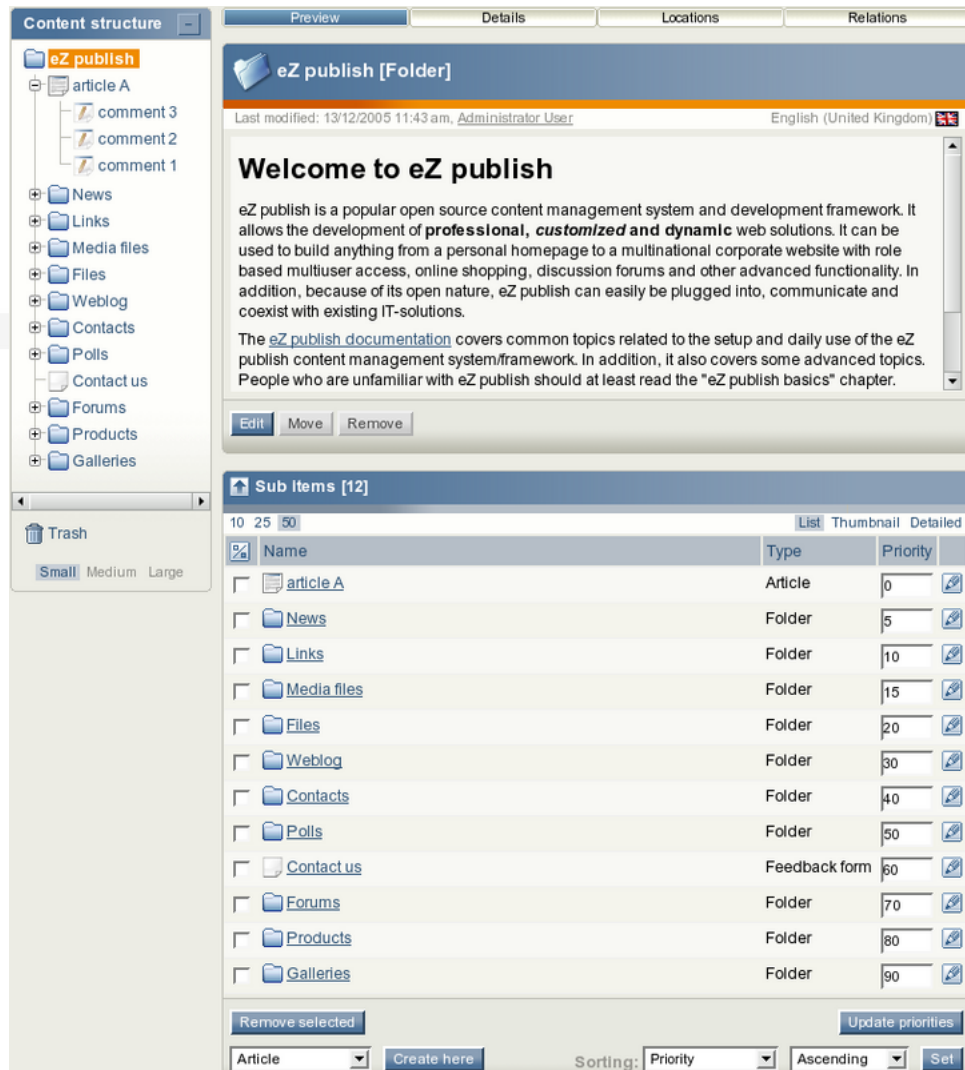 Content structure -
eZ publish
article A
comment 3
comment 2
comment 1
News
Links
Media files
Files
Weblog
Contacts
Polls
Contact us
Forums
Products
Galleries
Trash
Small Medium Large
Preview Details Locations Relations
eZ publish [Folder]
Last modified: 13/12/2005 11:43 am, Administrator User English (United Kingdom)
Welcome to eZ publish
eZ publish is a popular open source content management system and development framework. It
allows the development of professional, customized and dynamic web solutions. It can be
used to build anything from a personal homepage to a multinational corporate website with role
based multiuser access, online shopping, discussion forums and other advanced functionality. In
addition, because of its open nature, eZ publish can easily be plugged into, communicate and
coexist with existing IT-solutions.
The eZ publish documentation covers common topics related to the setup and daily use of the eZ
publish content management system/framework. In addition, it also covers some advanced topics.
People who are unfamiliar with eZ publish should at least read the "eZ publish basics" chapter.
Edit Move Remove
Sub Items [12]
10 25 50 List Thumbnail Detailed
Name Type Priority
article A Article 0
News Folder 5
Links Folder 10
Media files Folder 15
Files Folder 20
Weblog Folder 30
Contacts Folder 40
Polls Folder 50
Contact us Feedback form 60
Forums Folder 70
Products Folder 80
Galleries Folder 90
Remove selected Update priorities
Article Create here Sorting: Priority Ascending Set